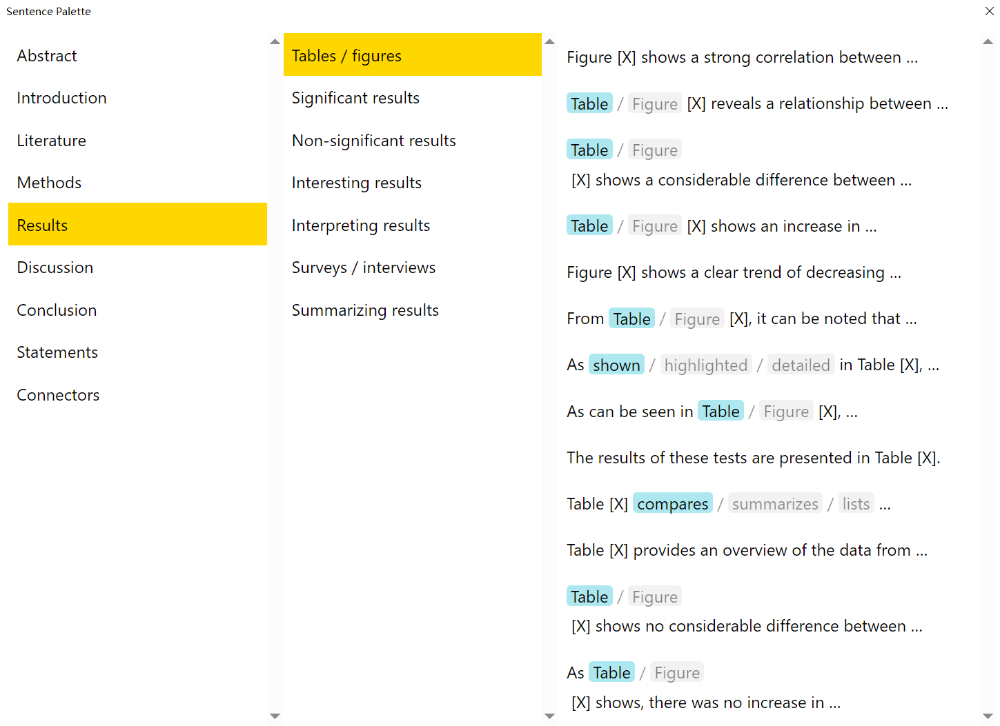 Sentence Palette
Abstract
Introduction
Literature
Methods
Results
Discussion
Conclusion
Statements
Connectors
Tables / figures
Significant results
Non-significant results
Interesting results
Interpreting results
Surveys / interviews
Summarizing results
Figure [X] shows a strong correlation between ...
Table / Figure [X] reveals a relationship between ...
Table / Figure
[X] shows a considerable difference between ...
Table / Figure [X] shows an increase in ...
Figure [X] shows a clear trend of decreasing ...
From Table / Figure [X], it can be noted that ...
As shown / highlighted / detailed in Table [X], ...
As can be seen in Table / Figure [X], ...
The results of these tests are presented in Table [X].
Table [X] compares / summarizes / lists ...
Table [X] provides an overview of the data from ...
Table / Figure
[X] shows no considerable difference between ...
As Table / Figure
[X] shows, there was no increase in ...